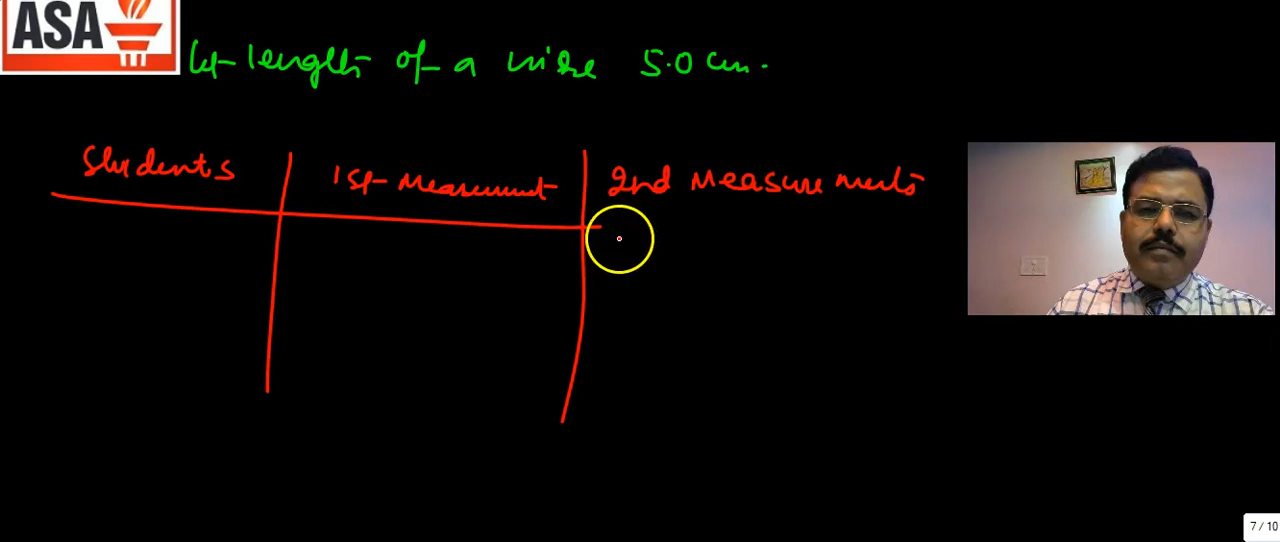 ASA
let length of a wire 5.0 cm.
Students 1st Measurement 2nd Measurements
7 / 10